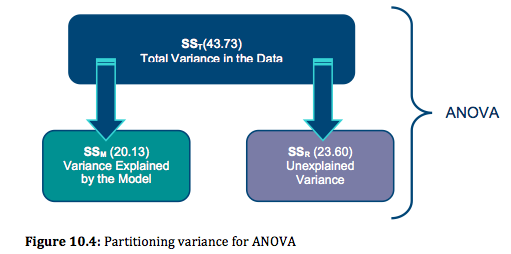 SST(43.73)
Total Variance in the Data
ANOVA
SSM (20.13)
Variance Explained
by the Model
SSR (23.60)
Unexplained
Variance
Figure 10.4: Partitioning variance for ANOVA